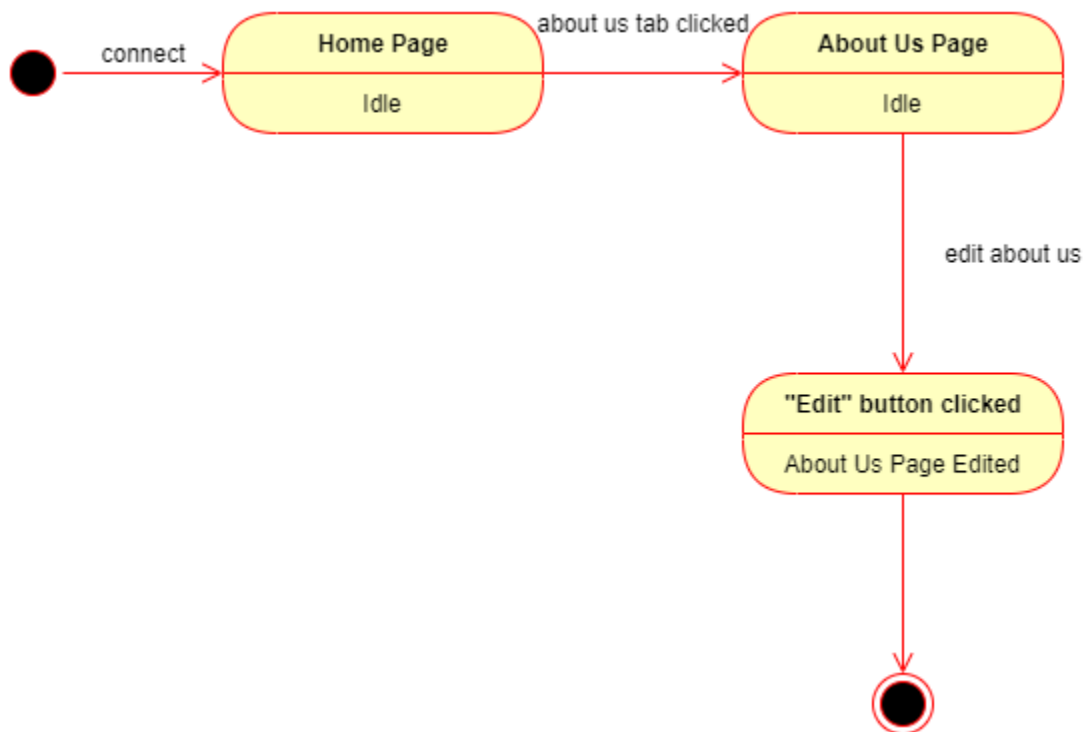 connect
Home Page
Idle
about us tab clicked
About Us Page
Idle
edit about us
"Edit" button clicked
About Us Page Edited